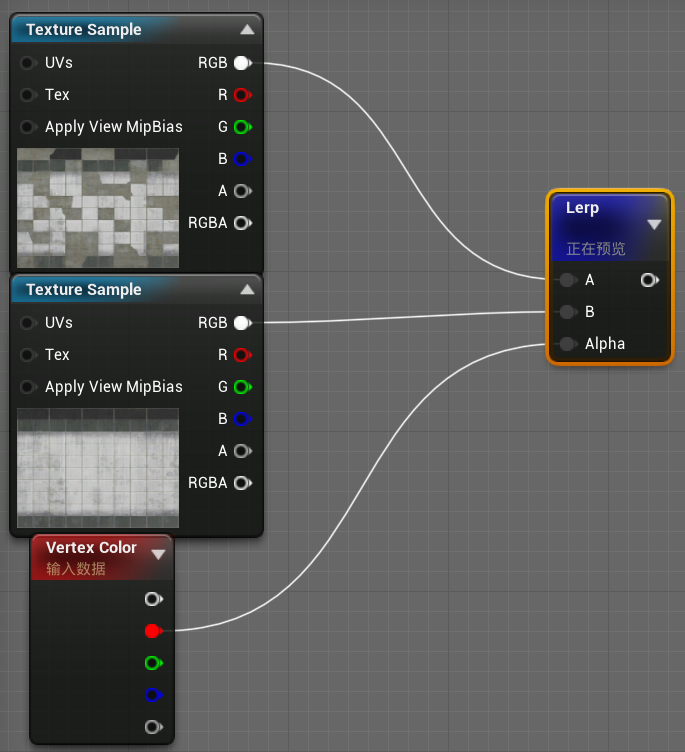 Texture Sample
UVs RGB
Tex R
Apply View MipBias G
B
A
RGBA
Texture Sample
UVs RGB
Tex R
Apply View MipBias G
B
A
RGBA
Vertex Color
输入数据
Lerp
正在预览
A
B
Alpha